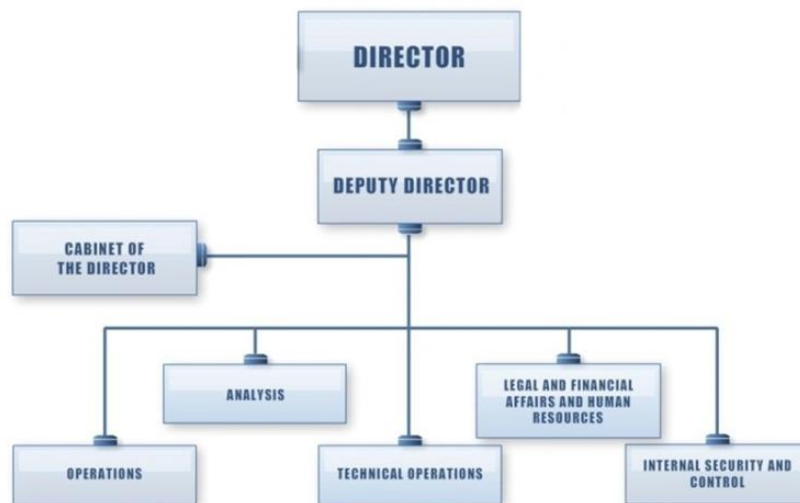 DIRECTOR
DEPUTY DIRECTOR
CABINET OF
THE DIRECTOR
ANALYSIS
LEGAL AND FINANCIAL
AFFAIRS AND HUMAN
RESOURCES
OPERATIONS
TECHNICAL OPERATIONS
INTERNAL SECURITY AND
CONTROL